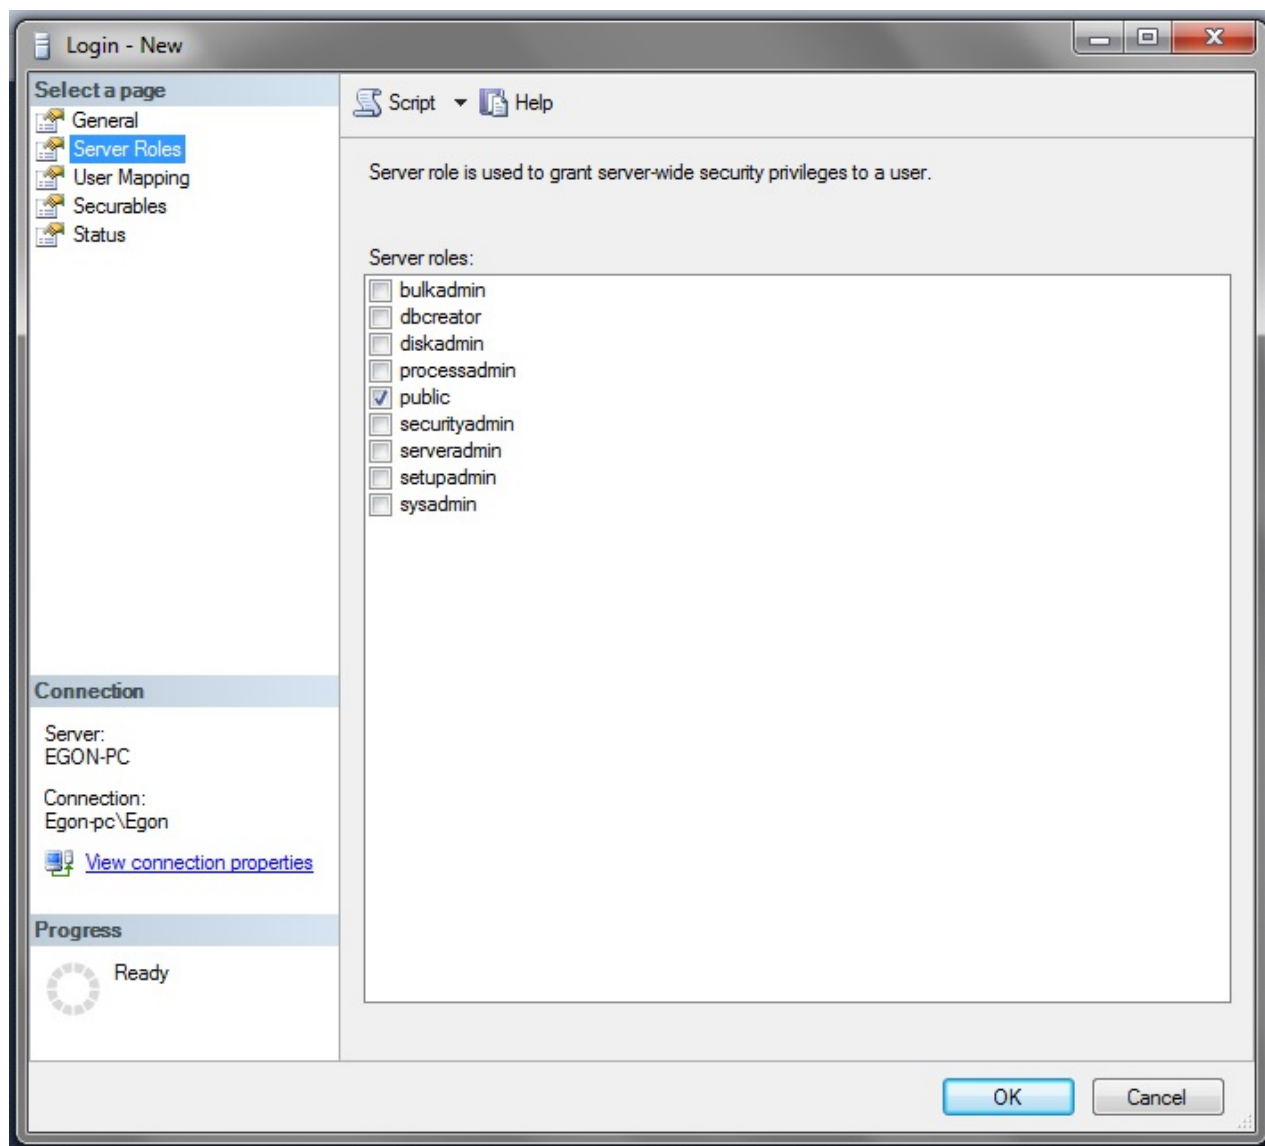 Login - New
Select a page
General
Server Roles
User Mapping
Securables
Status
Script
Help
Server role is used to grant server-wide security privileges to a user.
Server roles:
bulkadmin
dbcreator
diskadmin
processadmin
public
securityadmin
serveradmin
setupadmin
sysadmin
Connection
Server:
EGON-PC
Connection:
Egon-pc\Egon
View connection properties
Progress
Ready
OK
Cancel